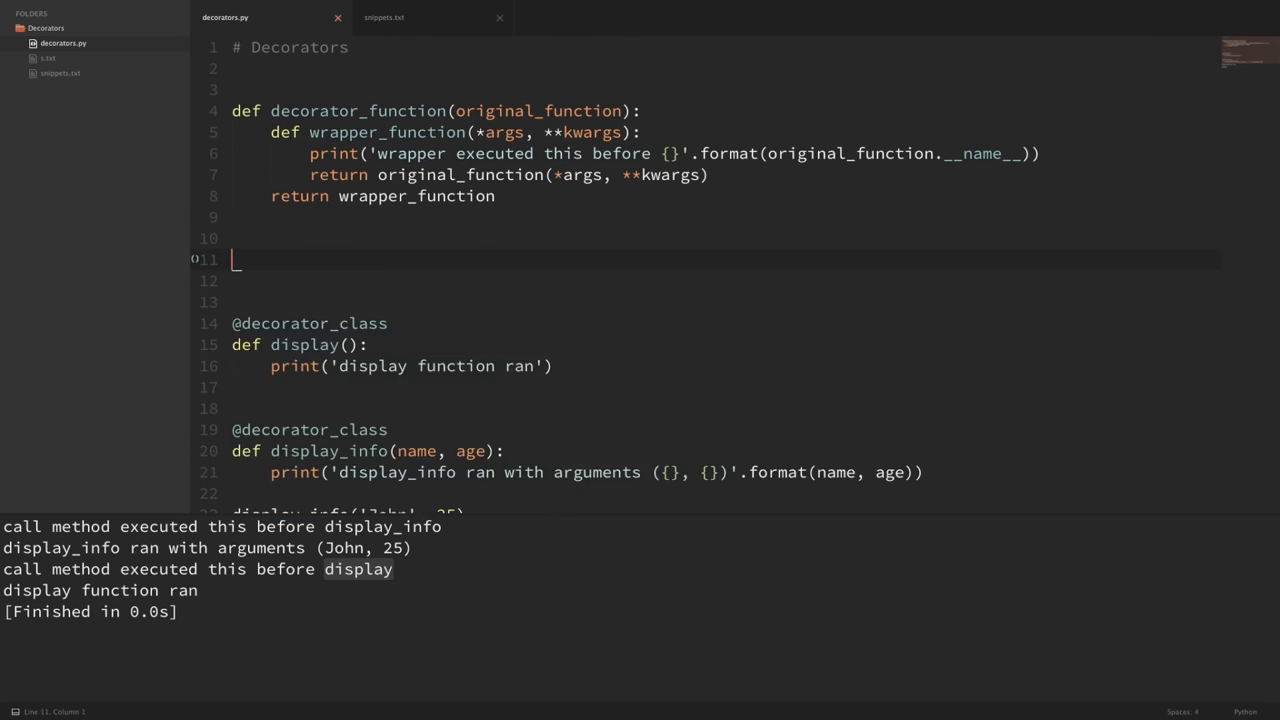 FOLDERS
Decorators
decorators.py
s.txt
snippets.txt
decorators.py
snippets.txt
1 # Decorators
2
3
4 def decorator_function(original_function):
5 def wrapper_function(*args, **kwargs):
6 print('wrapper executed this before {}'.format(original_function.__name__))
7 return original_function(*args, **kwargs)
8 return wrapper_function
9
10
11 _
12
13
14 @decorator_class
15 def display():
16 print('display function ran')
17
18
19 @decorator_class
20 def display_info(name, age):
21 print('display_info ran with arguments ({}, {})'.format(name, age))
22
23 display_info('John', 25)
call method executed this before display_info
display_info ran with arguments (John, 25)
call method executed this before display
display function ran
[Finished in 0.0s]
Line 11, Column 1
Spaces: 4
Python